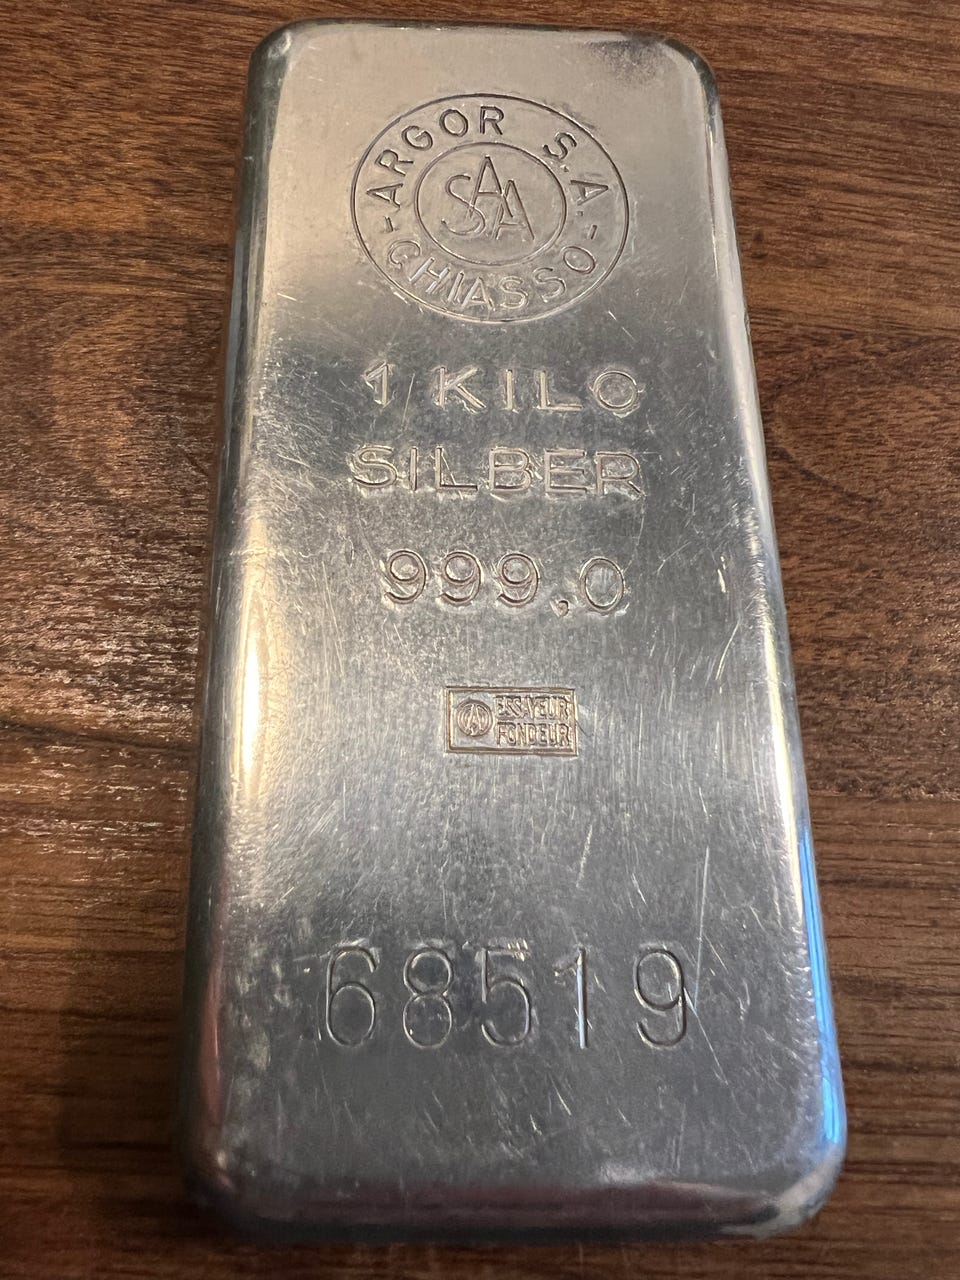 ARGOR S.A.
SAA
- CHIASSO -
1 KILO
SILBER
999,0
ESSAYEUR
FONDEUR
68519